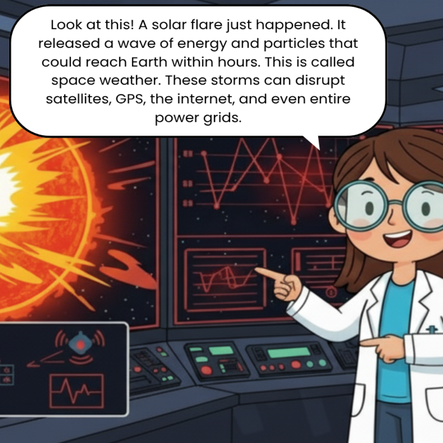 Look at this! A solar flare just happened. It
released a wave of energy and particles that
could reach Earth within hours. This is called
space weather. These storms can disrupt
satellites, GPS, the internet, and even entire
power grids.